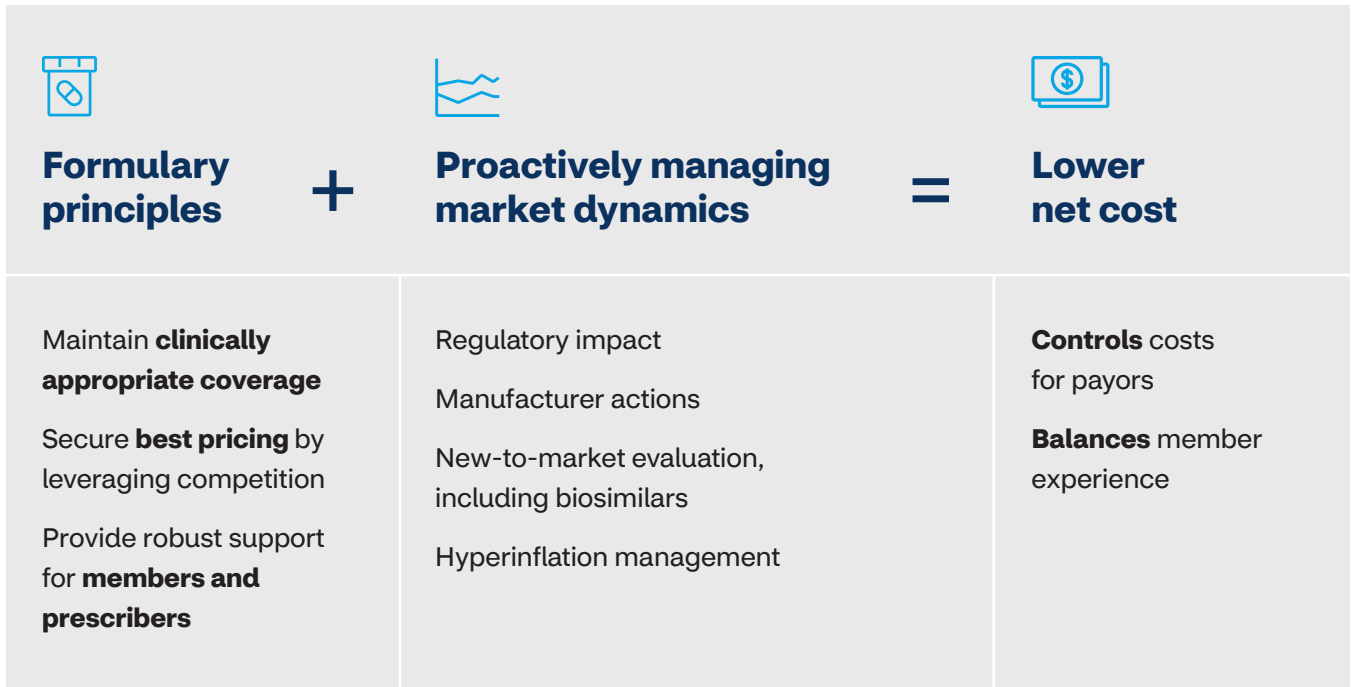 Formulary
principles
+
Proactively managing
market dynamics
=
$
Lower
net cost
Maintain clinically
appropriate coverage
Secure best pricing by
leveraging competition
Provide robust support
for members and
prescribers
Regulatory impact
Manufacturer actions
New-to-market evaluation,
including biosimilars
Hyperinflation management
Controls costs
for payors
Balances member
experience